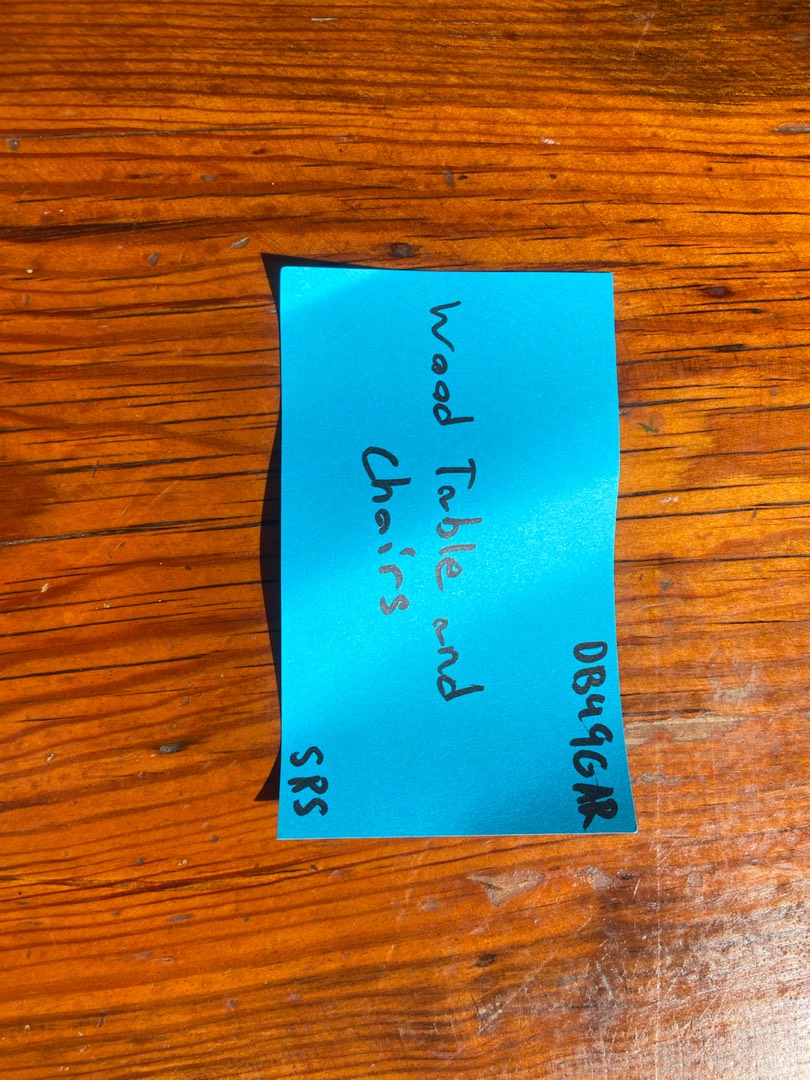 DB49GAR
Wood Table and
Chairs
SRS